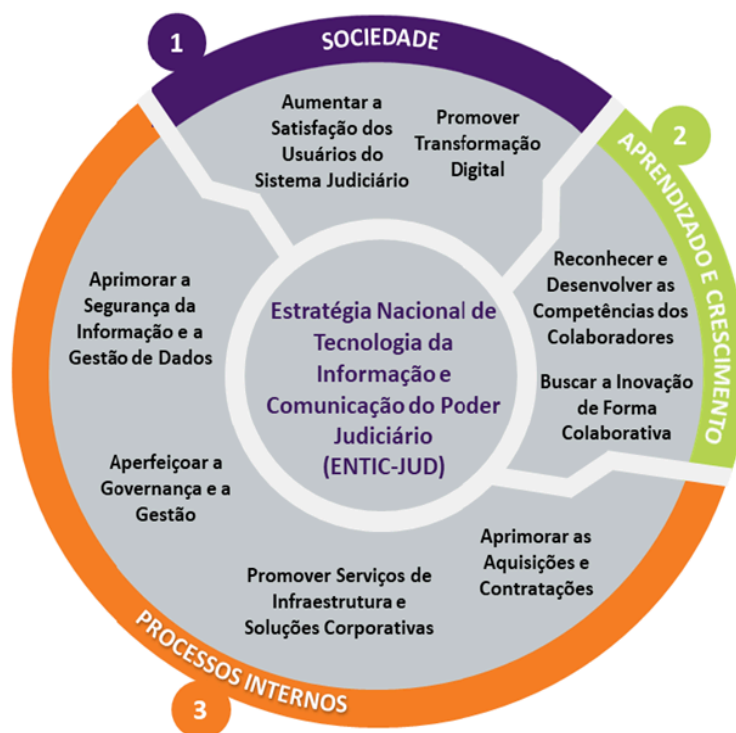 1
SOCIEDADE
Aumentar a
Satisfação dos
Usuários do
Sistema Judiciário
Promover
Transformação
Digital
2
APRENDIZADO E CRESCIMENTO
Reconhecer e
Desenvolver as
Competências dos
Colaboradores
Buscar a Inovação
de Forma
Colaborativa
Estratégia Nacional de
Tecnologia da
Informação e
Comunicação do Poder
Judiciário
(ENTIC-JUD)
Aprimorar a
Segurança da
Informação e a
Gestão de Dados
Aperfeiçoar a
Governança e a
Gestão
Promover Serviços de
Infraestrutura e
Soluções Corporativas
Aprimorar as
Aquisições e
Contratações
PROCESSOS INTERNOS
3